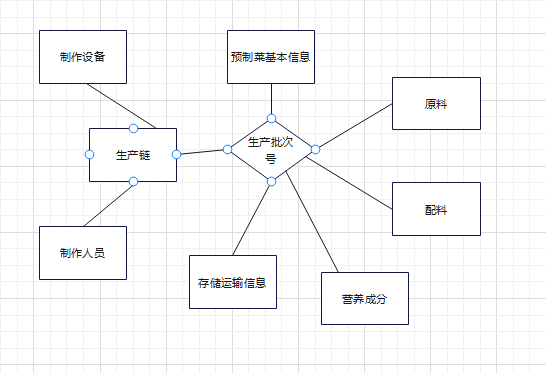 制作设备
预制菜基本信息
原料
生产链
生产批次
号
配料
制作人员
存储运输信息
营养成分